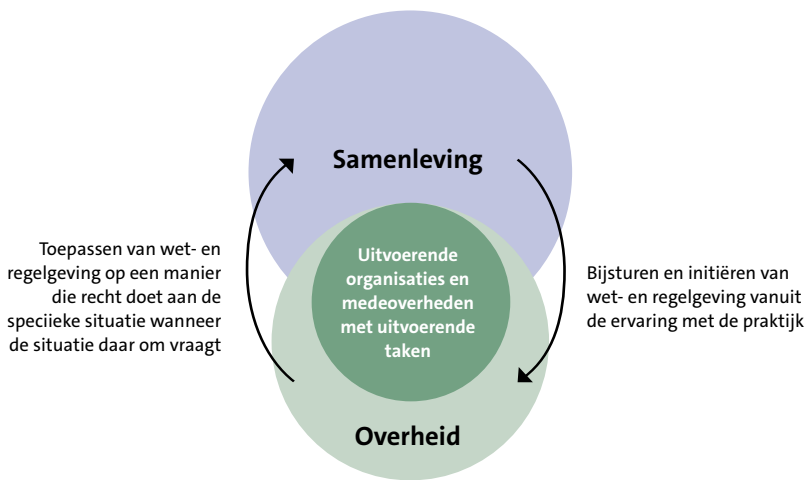 Samenleving
Toepassen van wet- en
regelgeving op een manier
die recht doet aan de
speciieke situatie wanneer
de situatie daar om vraagt
Uitvoerende
organisaties en
medeoverheden
met uitvoerende
taken
Bijsturen en initiëren van
wet- en regelgeving vanuit
de ervaring met de praktijk
Overheid